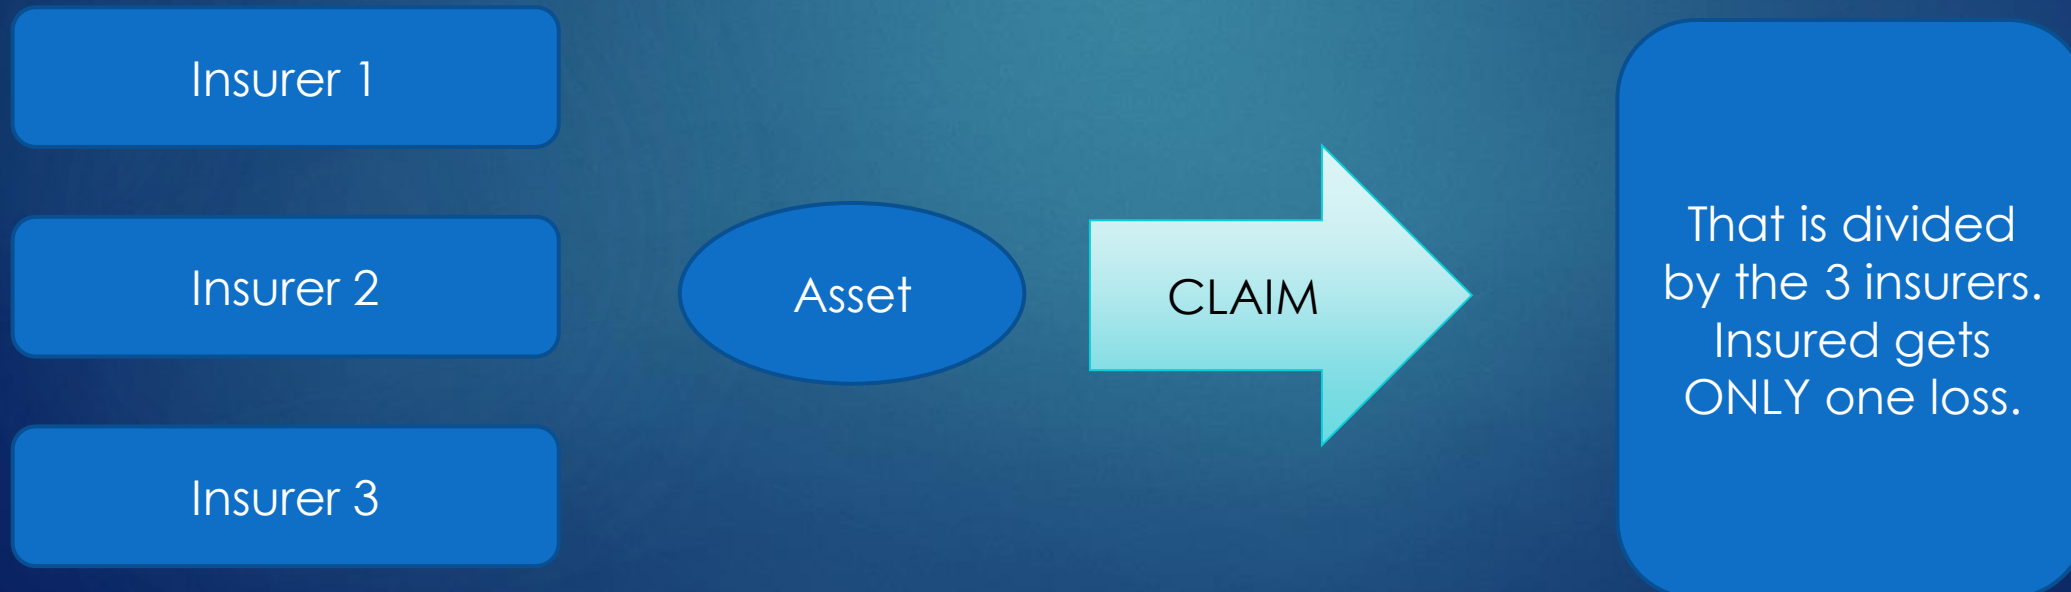 Insurer 1
Insurer 2
Insurer 3
Asset
CLAIM
That is divided
by the 3 insurers.
Insured gets
ONLY one loss.